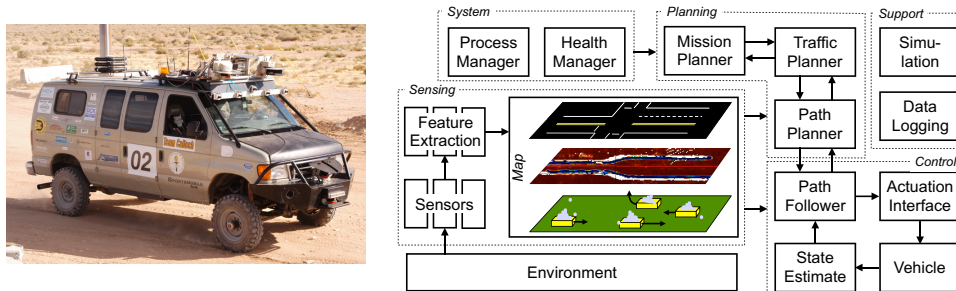 02
System
Process
Manager
Health
Manager
Planning
Mission
Planner
Traffic
Planner
Path
Planner
Support
Simu-
lation
Data
Logging
Sensing
Feature
Extraction
Sensors
Map
Environment
Control
Path
Follower
Actuation
Interface
State
Estimate
Vehicle